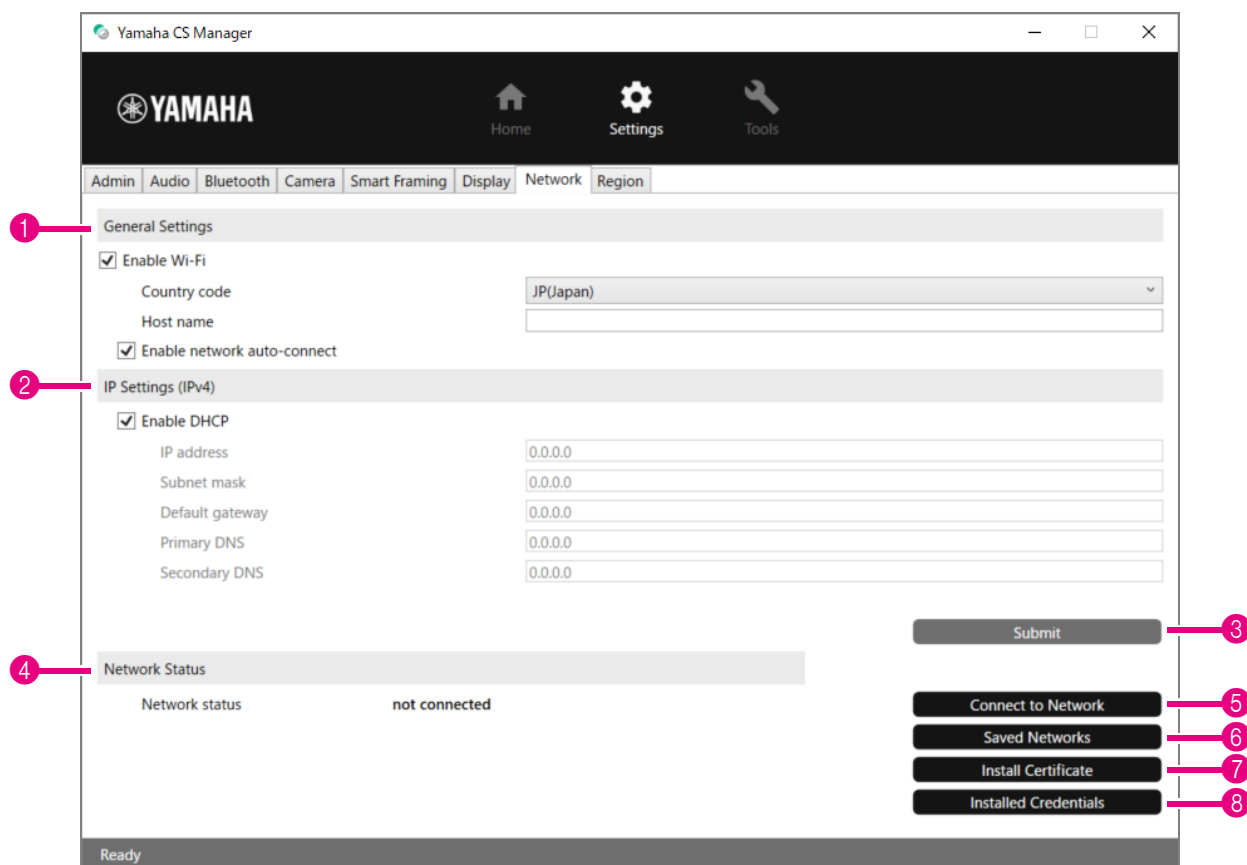 Yamaha CS Manager
YAMAHA
Home Settings Tools
Admin Audio Bluetooth Camera Smart Framing Display Network Region
1 General Settings
Enable Wi-Fi
Country code JP(Japan)
Host name
Enable network auto-connect
2 IP Settings (IPv4)
Enable DHCP
IP address 0.0.0.0
Subnet mask 0.0.0.0
Default gateway 0.0.0.0
Primary DNS 0.0.0.0
Secondary DNS 0.0.0.0
Submit 3
4 Network Status
Network status not connected
Connect to Network 5
Saved Networks 6
Install Certificate 7
Installed Credentials 8
Ready